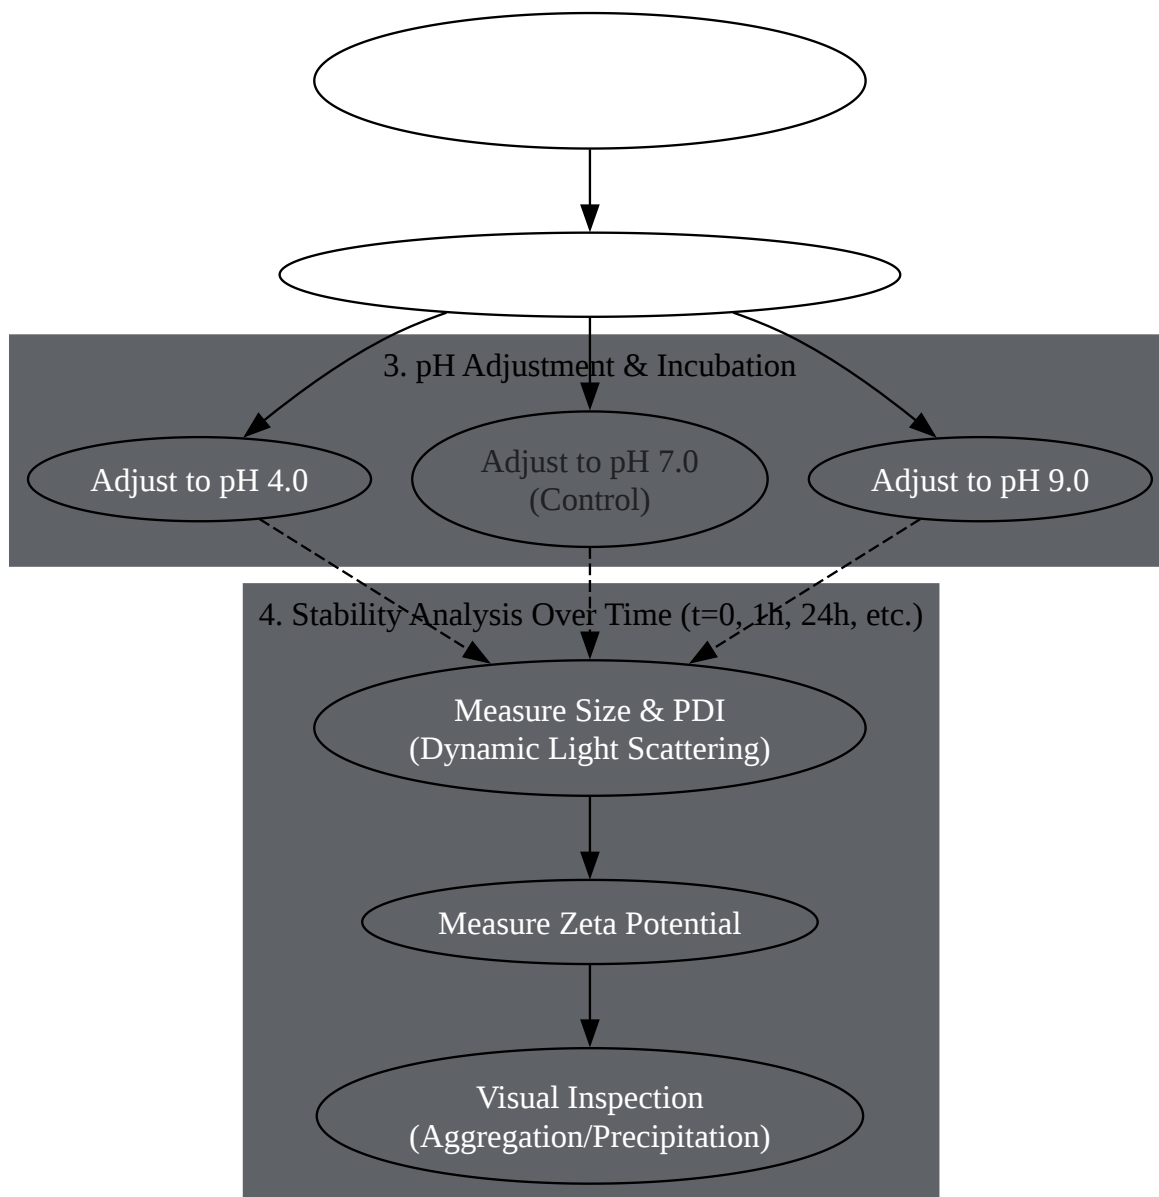 3. pH Adjustment & Incubation
Adjust to pH 4.0
Adjust to pH 7.0
(Control)
Adjust to pH 9.0
4. Stability Analysis Over Time (t=0, 1h, 24h, etc.)
Measure Size & PDI
(Dynamic Light Scattering)
Measure Zeta Potential
Visual Inspection
(Aggregation/Precipitation)